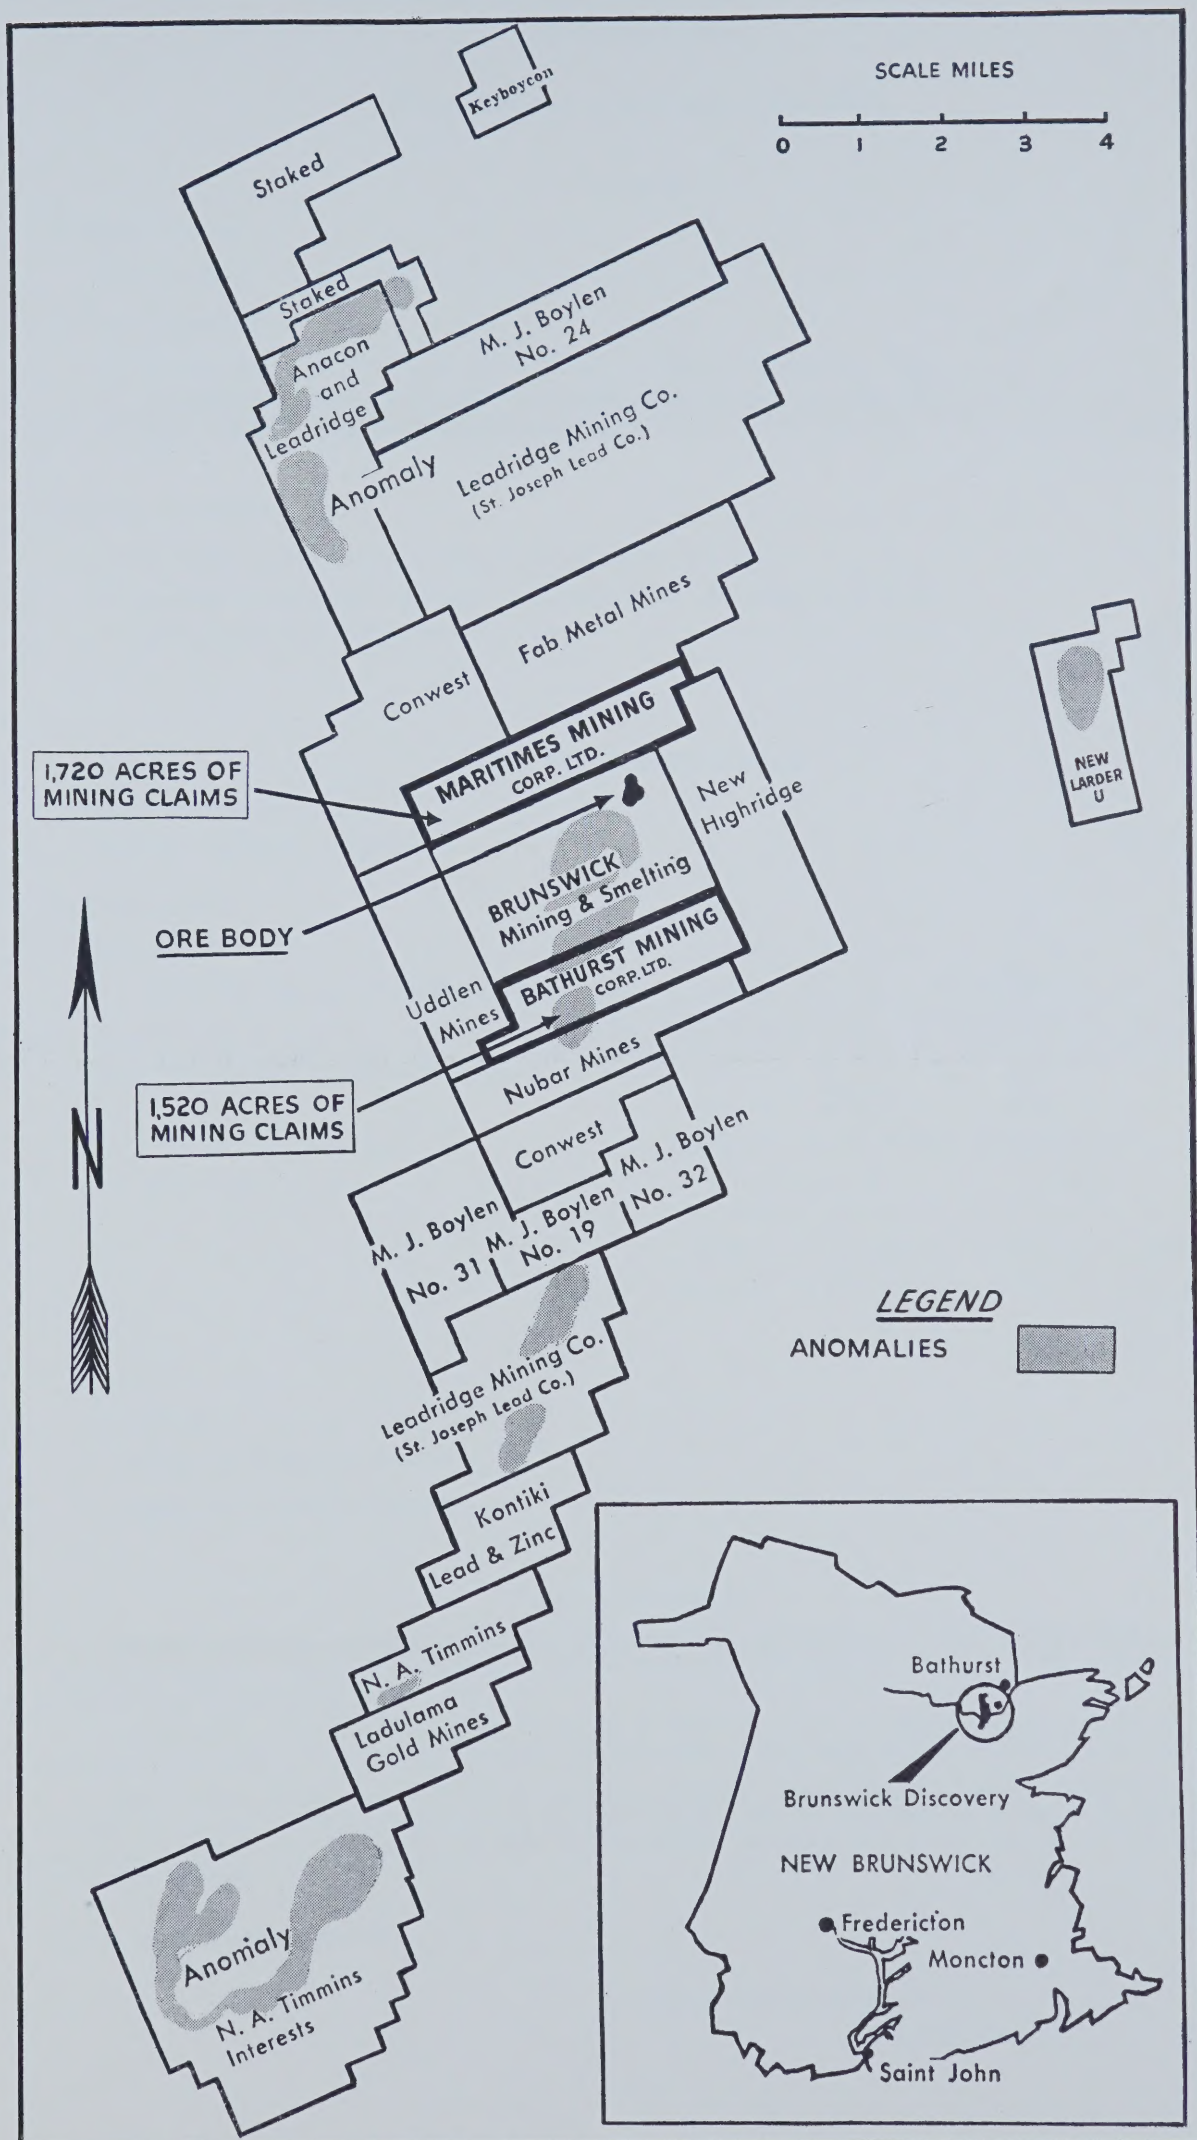 Keyboycon
SCALE MILES
0 1 2 3 4
Staked
Staked
M. J. Boylen
No. 24
Anacon
and
Leadridge
Anomaly
Leadridge Mining Co.
(St. Joseph Lead Co.)
Fab Metal Mines
Conwest
MARITIMES MINING
CORP. LTD.
1,720 ACRES OF
MINING CLAIMS
New
Highridge
NEW
LARDER
U
BRUNSWICK
Mining & Smelting
ORE BODY
BATHURST MINING
CORP. LTD.
Uddlen
Mines
Nubar Mines
1,520 ACRES OF
MINING CLAIMS
N
Conwest
M. J. Boylen
No. 32
M. J. Boylen
No. 31
M. J. Boylen
No. 19
LEGEND
ANOMALIES
Leadridge Mining Co.
(St. Joseph Lead Co.)
Kontiki
Lead & Zinc
N. A. Timmins
Ladulama
Gold Mines
Anomaly
N. A. Timmins
Interests
Bathurst
Brunswick Discovery
NEW BRUNSWICK
Fredericton
Moncton
Saint John